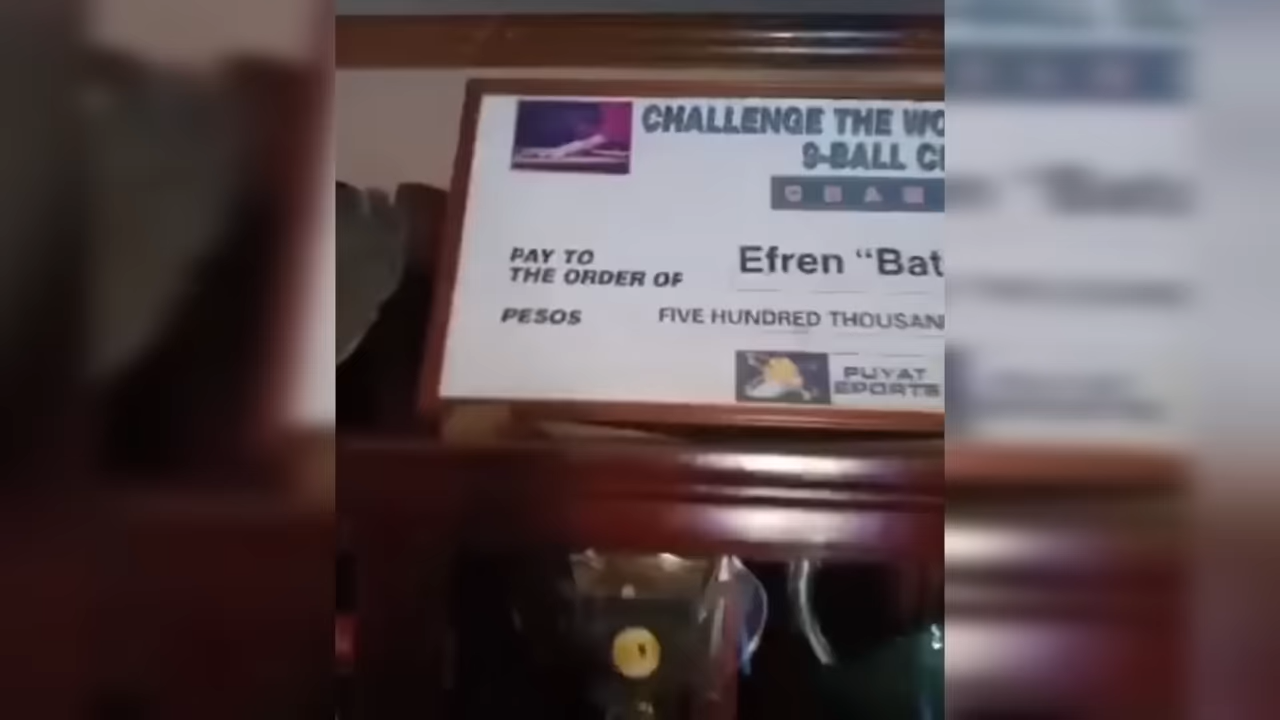 CHALLENGE THE WO
9-BALL C
PAY TO
THE ORDER OF
Efren “Bat
PESOS
FIVE HUNDRED THOUSAN
PUYAT
SPORTS